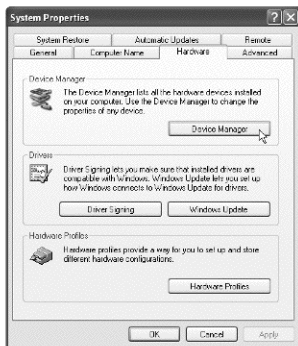 System Properties
System Restore Automatic Updates Remote
General Computer Name Hardware Advanced
Device Manager
The Device Manager lists all the hardware devices installed
on your computer. Use the Device Manager to change the
properties of any device.
Device Manager
Drivers
Driver Signing lets you make sure that installed drivers are
compatible with Windows. Windows Update lets you set up
how Windows connects to Windows Update for drivers.
Driver Signing Windows Update
Hardware Profiles
Hardware profiles provide a way for you to set up and store
different hardware configurations.
Hardware Profiles
OK Cancel Apply